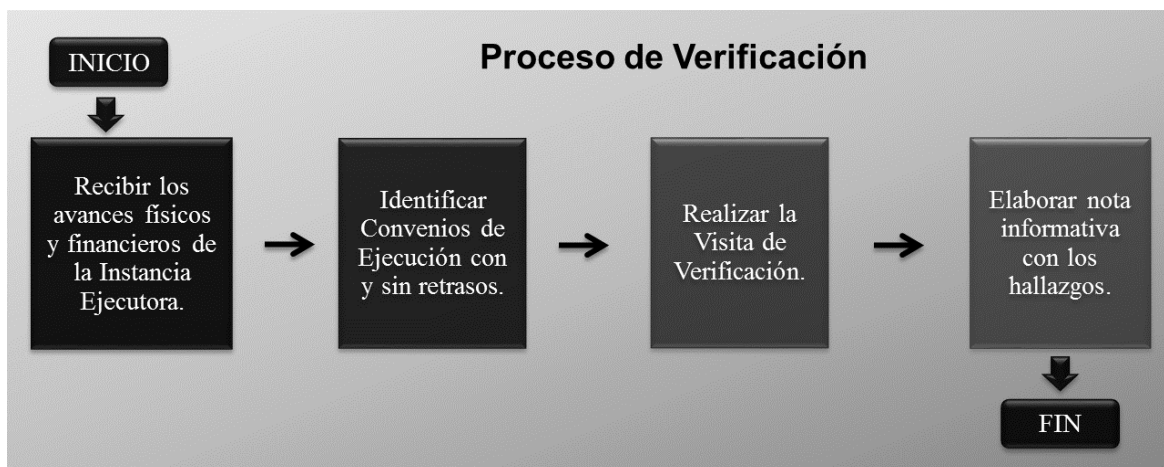 INICIO
Proceso de Verificación
Recibir los
avances físicos
y financieros de
la Instancia
Ejecutora.
Identificar
Convenios de
Ejecución con
y sin retrasos.
Realizar la
Visita de
Verificación.
Elaborar nota
informativa
con los
hallazgos.
FIN